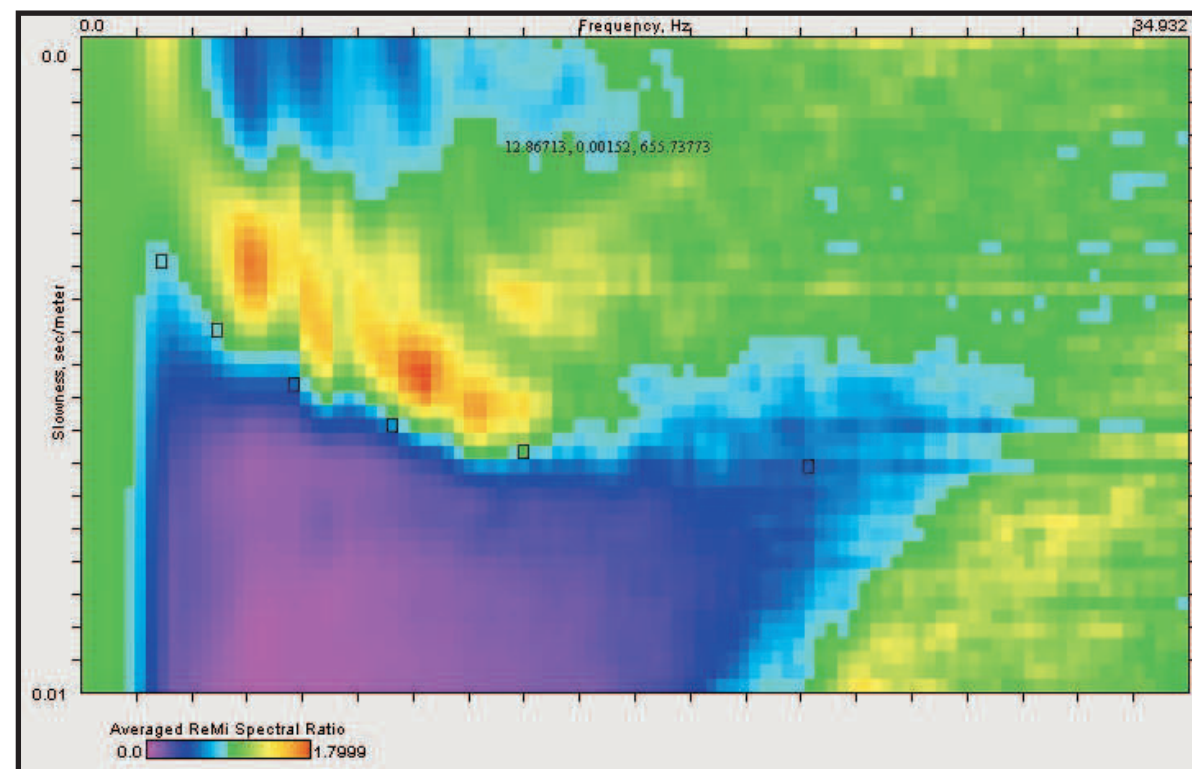 0.0 Frequency, Hz 34.932
0.0
12.86713, 0.00152, 655.73773
Slowness, sec/meter
0.01
Averaged ReMi Spectral Ratio
0.0 1.7999